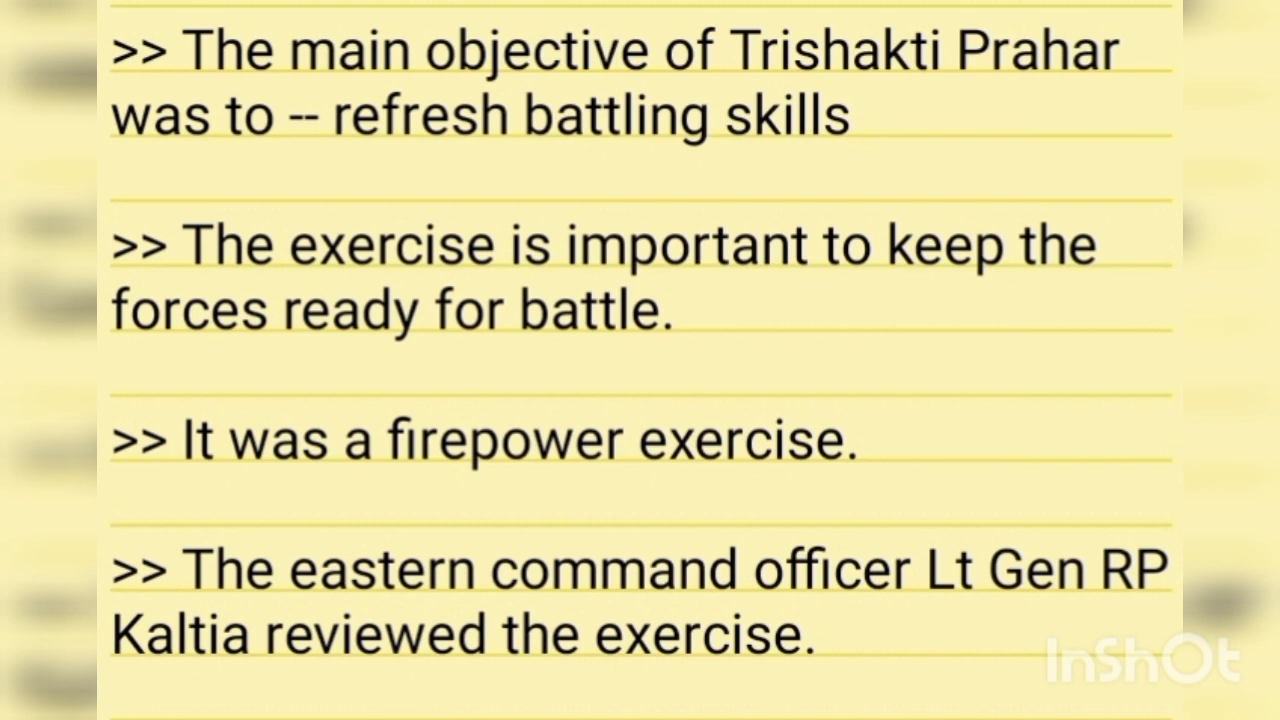 >> The main objective of Trishakti Prahar
was to -- refresh battling skills
>> The exercise is important to keep the
forces ready for battle.
>> It was a firepower exercise.
>> The eastern command officer Lt Gen RP
Kaltia reviewed the exercise.
InShOt